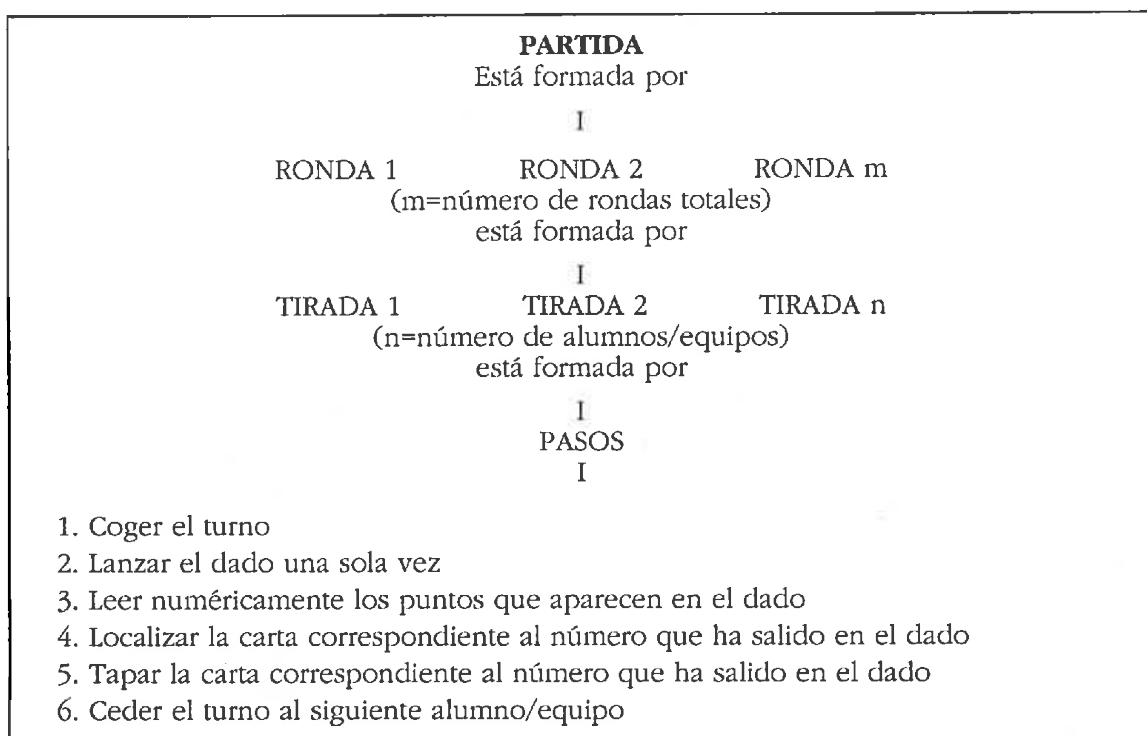 PARTIDA
Está formada por
I
RONDA 1 RONDA 2 RONDA m
(m=número de rondas totales)
está formada por
I
TIRADA 1 TIRADA 2 TIRADA n
(n=número de alumnos/equipos)
está formada por
I
PASOS
I
1. Coger el turno
2. Lanzar el dado una sola vez
3. Leer numéricamente los puntos que aparecen en el dado
4. Localizar la carta correspondiente al número que ha salido en el dado
5. Tapar la carta correspondiente al número que ha salido en el dado
6. Ceder el turno al siguiente alumno/equipo